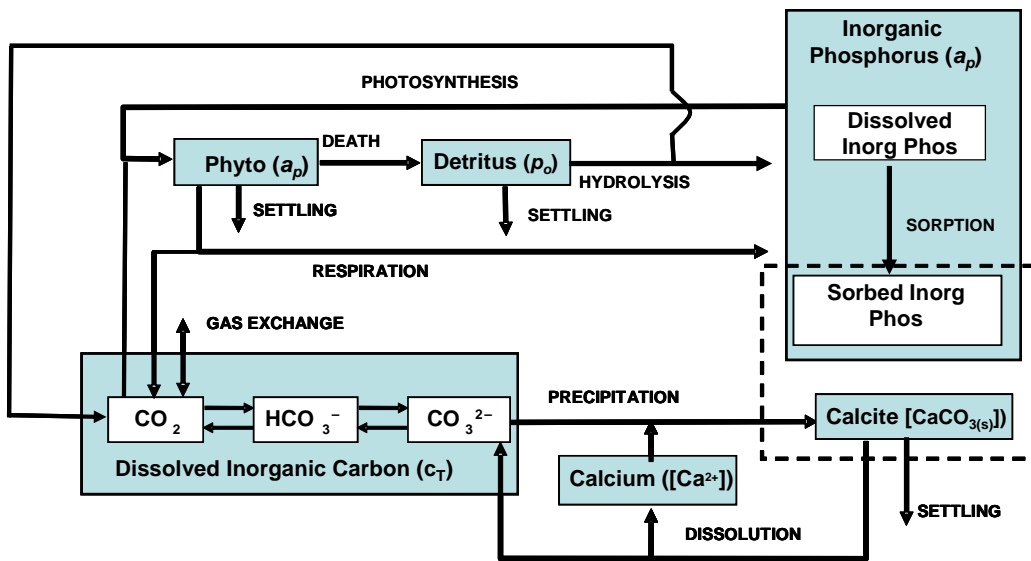 Inorganic
Phosphorus (aₚ)
PHOTOSYNTHESIS
Dissolved
Inorg Phos
DEATH
Phyto (aₚ)
Detritus (pₒ)
HYDROLYSIS
SETTLING
SETTLING
SORPTION
RESPIRATION
Sorbed Inorg
Phos
GAS EXCHANGE
PRECIPITATION
CO₂
HCO₃⁻
CO₃²⁻
Calcite [CaCO₃₍ₛ₎])
Dissolved Inorganic Carbon (c_T)
Calcium ([Ca²⁺])
SETTLING
DISSOLUTION